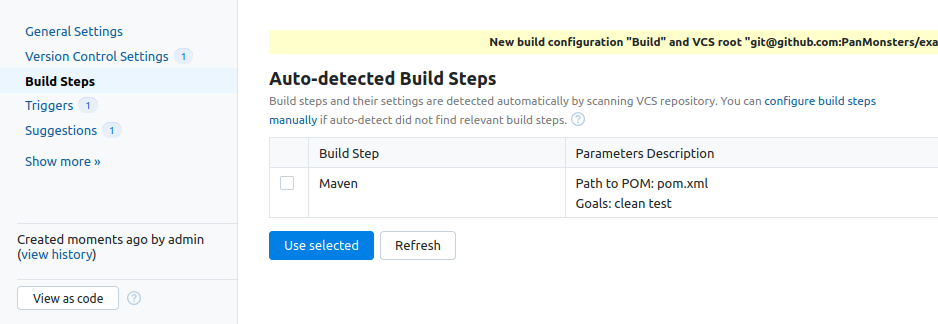 General Settings
Version Control Settings 1
Build Steps
Triggers 1
Suggestions 1
Show more »
Created moments ago by admin
(view history)
View as code ?
New build configuration "Build" and VCS root "git@github.com:PanMonsters/exa
Auto-detected Build Steps
Build steps and their settings are detected automatically by scanning VCS repository. You can configure build steps
manually if auto-detect did not find relevant build steps. ?
Build Step Parameters Description
Maven Path to POM: pom.xml
Goals: clean test
Use selected Refresh